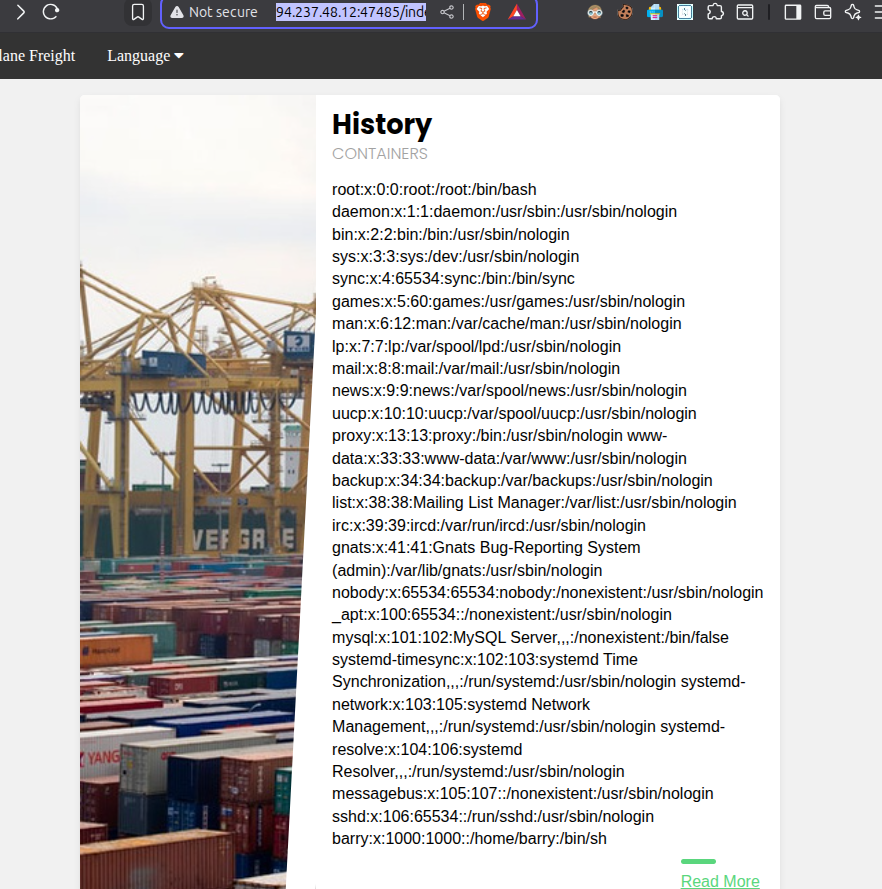 Not secure
94.237.48.12:47485/ind
lane Freight
Language
History
CONTAINERS
root:x:0:0:root:/root:/bin/bash
daemon:x:1:1:daemon:/usr/sbin:/usr/sbin/nologin
bin:x:2:2:bin:/bin:/usr/sbin/nologin
sys:x:3:3:sys:/dev:/usr/sbin/nologin
sync:x:4:65534:sync:/bin:/bin/sync
games:x:5:60:games:/usr/games:/usr/sbin/nologin
man:x:6:12:man:/var/cache/man:/usr/sbin/nologin
lp:x:7:7:lp:/var/spool/lpd:/usr/sbin/nologin
mail:x:8:8:mail:/var/mail:/usr/sbin/nologin
news:x:9:9:news:/var/spool/news:/usr/sbin/nologin
uucp:x:10:10:uucp:/var/spool/uucp:/usr/sbin/nologin
proxy:x:13:13:proxy:/bin:/usr/sbin/nologin www-
data:x:33:33:www-data:/var/www:/usr/sbin/nologin
backup:x:34:34:backup:/var/backups:/usr/sbin/nologin
list:x:38:38:Mailing List Manager:/var/list:/usr/sbin/nologin
irc:x:39:39:ircd:/var/run/ircd:/usr/sbin/nologin
gnats:x:41:41:Gnats Bug-Reporting System
(admin):/var/lib/gnats:/usr/sbin/nologin
nobody:x:65534:65534:nobody:/nonexistent:/usr/sbin/nologin
_apt:x:100:65534::/nonexistent:/usr/sbin/nologin
mysql:x:101:102:MySQL Server,,,:/nonexistent:/bin/false
systemd-timesync:x:102:103:systemd Time
Synchronization,,,:/run/systemd:/usr/sbin/nologin systemd-
network:x:103:105:systemd Network
Management,,,:/run/systemd:/usr/sbin/nologin systemd-
resolve:x:104:106:systemd
Resolver,,,:/run/systemd:/usr/sbin/nologin
messagebus:x:105:107::/nonexistent:/usr/sbin/nologin
sshd:x:106:65534::/run/sshd:/usr/sbin/nologin
barry:x:1000:1000::/home/barry:/bin/sh
Read More
VERGRE
YANG